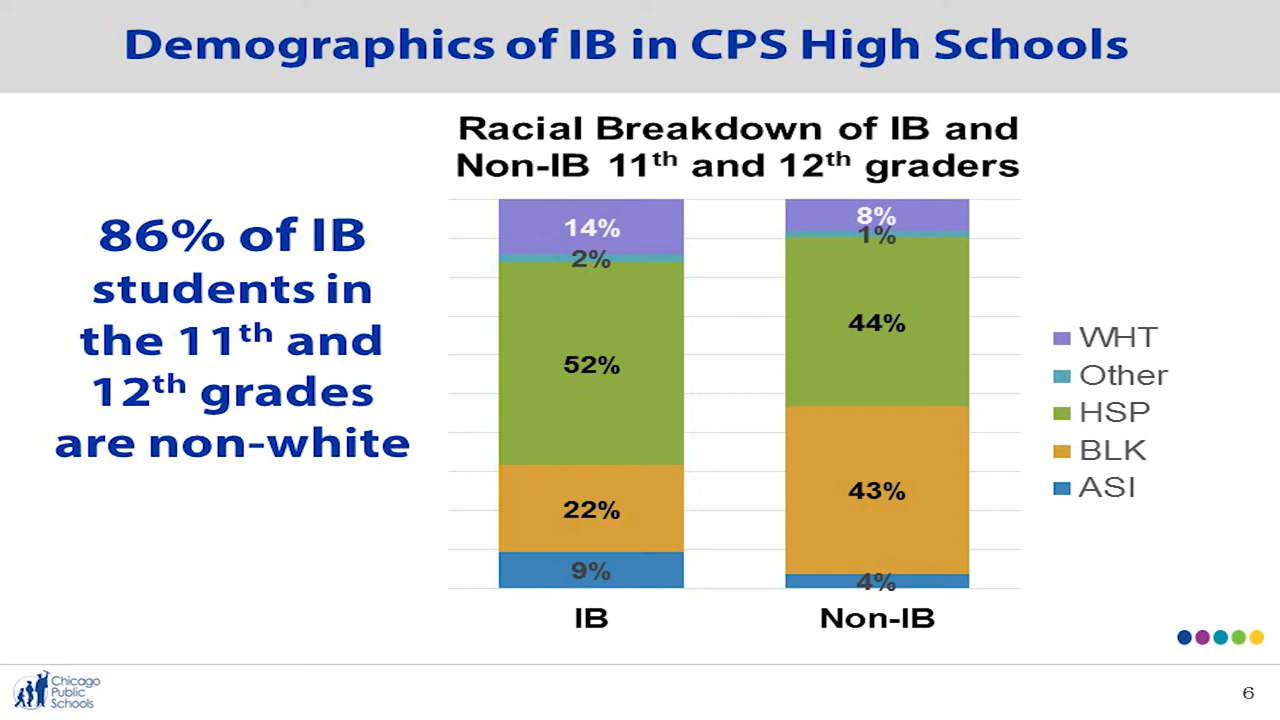 Demographics of IB in CPS High Schools
Racial Breakdown of IB and
Non-IB 11th and 12th graders
86% of IB
students in
the 11th and
12th grades
are non-white
14%
2%
52%
22%
9%
IB
8%
1%
44%
43%
4%
Non-IB
WHT
Other
HSP
BLK
ASI
Chicago
Public
Schools
6